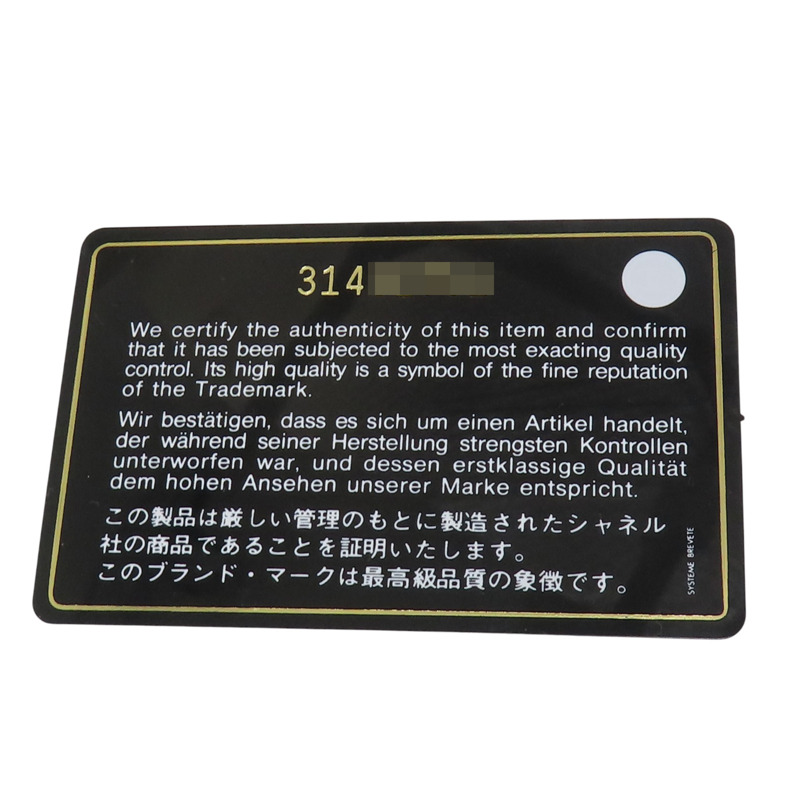 314
We certify the authenticity of this item and confirm
that it has been subjected to the most exacting quality
control. Its high quality is a symbol of the fine reputation
of the Trademark.
Wir bestätigen, dass es sich um einen Artikel handelt,
der während seiner Herstellung strengsten Kontrollen
unterworfen war, und dessen erstklassige Qualität
dem hohen Ansehen unserer Marke entspricht.
この製品は厳しい管理のもとに製造されたシャネル
社の商品であることを証明いたします。
このブランド・マークは最高級品質の象徴です。
SYSTEME BREVETE